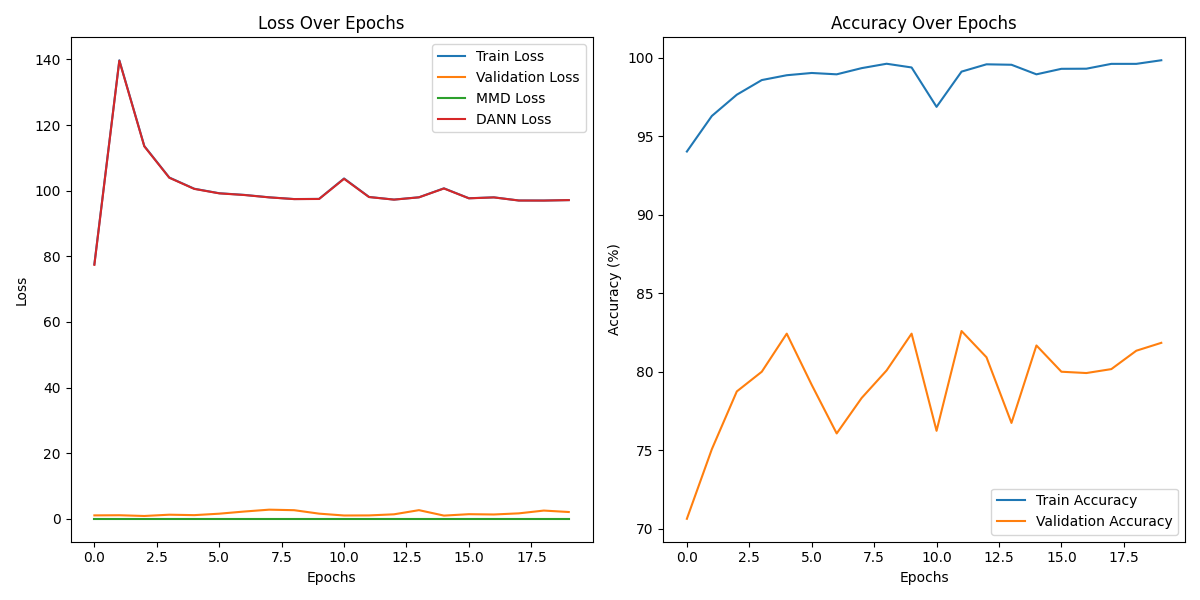 Loss Over Epochs
140
120
100
80
60
40
20
0
Loss
0.0 2.5 5.0 7.5 10.0 12.5 15.0 17.5
Epochs
Train Loss
Validation Loss
MMD Loss
DANN Loss
Accuracy Over Epochs
100
95
90
85
80
75
70
Accuracy (%)
0.0 2.5 5.0 7.5 10.0 12.5 15.0 17.5
Epochs
Train Accuracy
Validation Accuracy